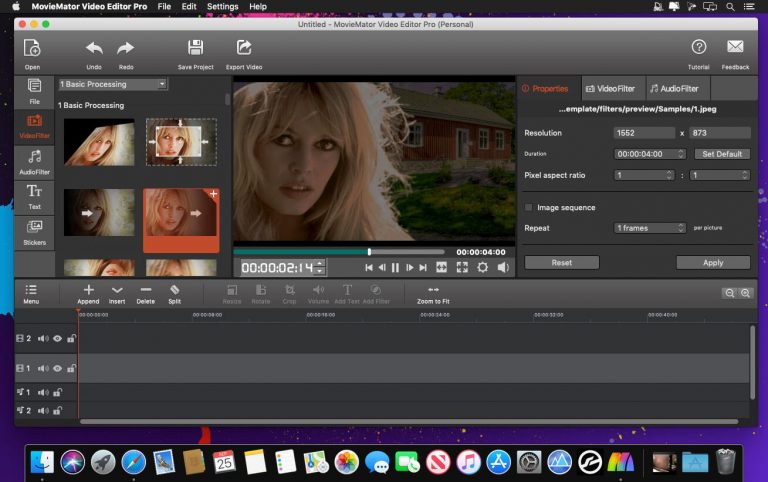 MovieMator Video Editor Pro File Edit Settings Help
Untitled - MovieMator Video Editor Pro (Personal)
Open Undo Redo Save Project Export Video Tutorial Feedback
File
VideoFilter
AudioFilter
Text
Stickers
1 Basic Processing
1 Basic Processing
00:00:02:14
00:00:04:00
Properties VideoFilter AudioFilter
...emplate/filters/preview/Samples/1.jpeg
Resolution 1552 x 873
Duration 00:00:04:00 Set Default
Pixel aspect ratio 1 : 1
Image sequence
Repeat 1 frames per picture
Reset Apply
Menu Append Insert Delete Split Resize Rotate Crop Volume Add Text Add Filter Zoom to Fit
00:00:00:00 00:00:08:00 00:00:16:00 00:00:24:00 00:00:32:00 00:00:40:00
2
1
1
2
APR
25